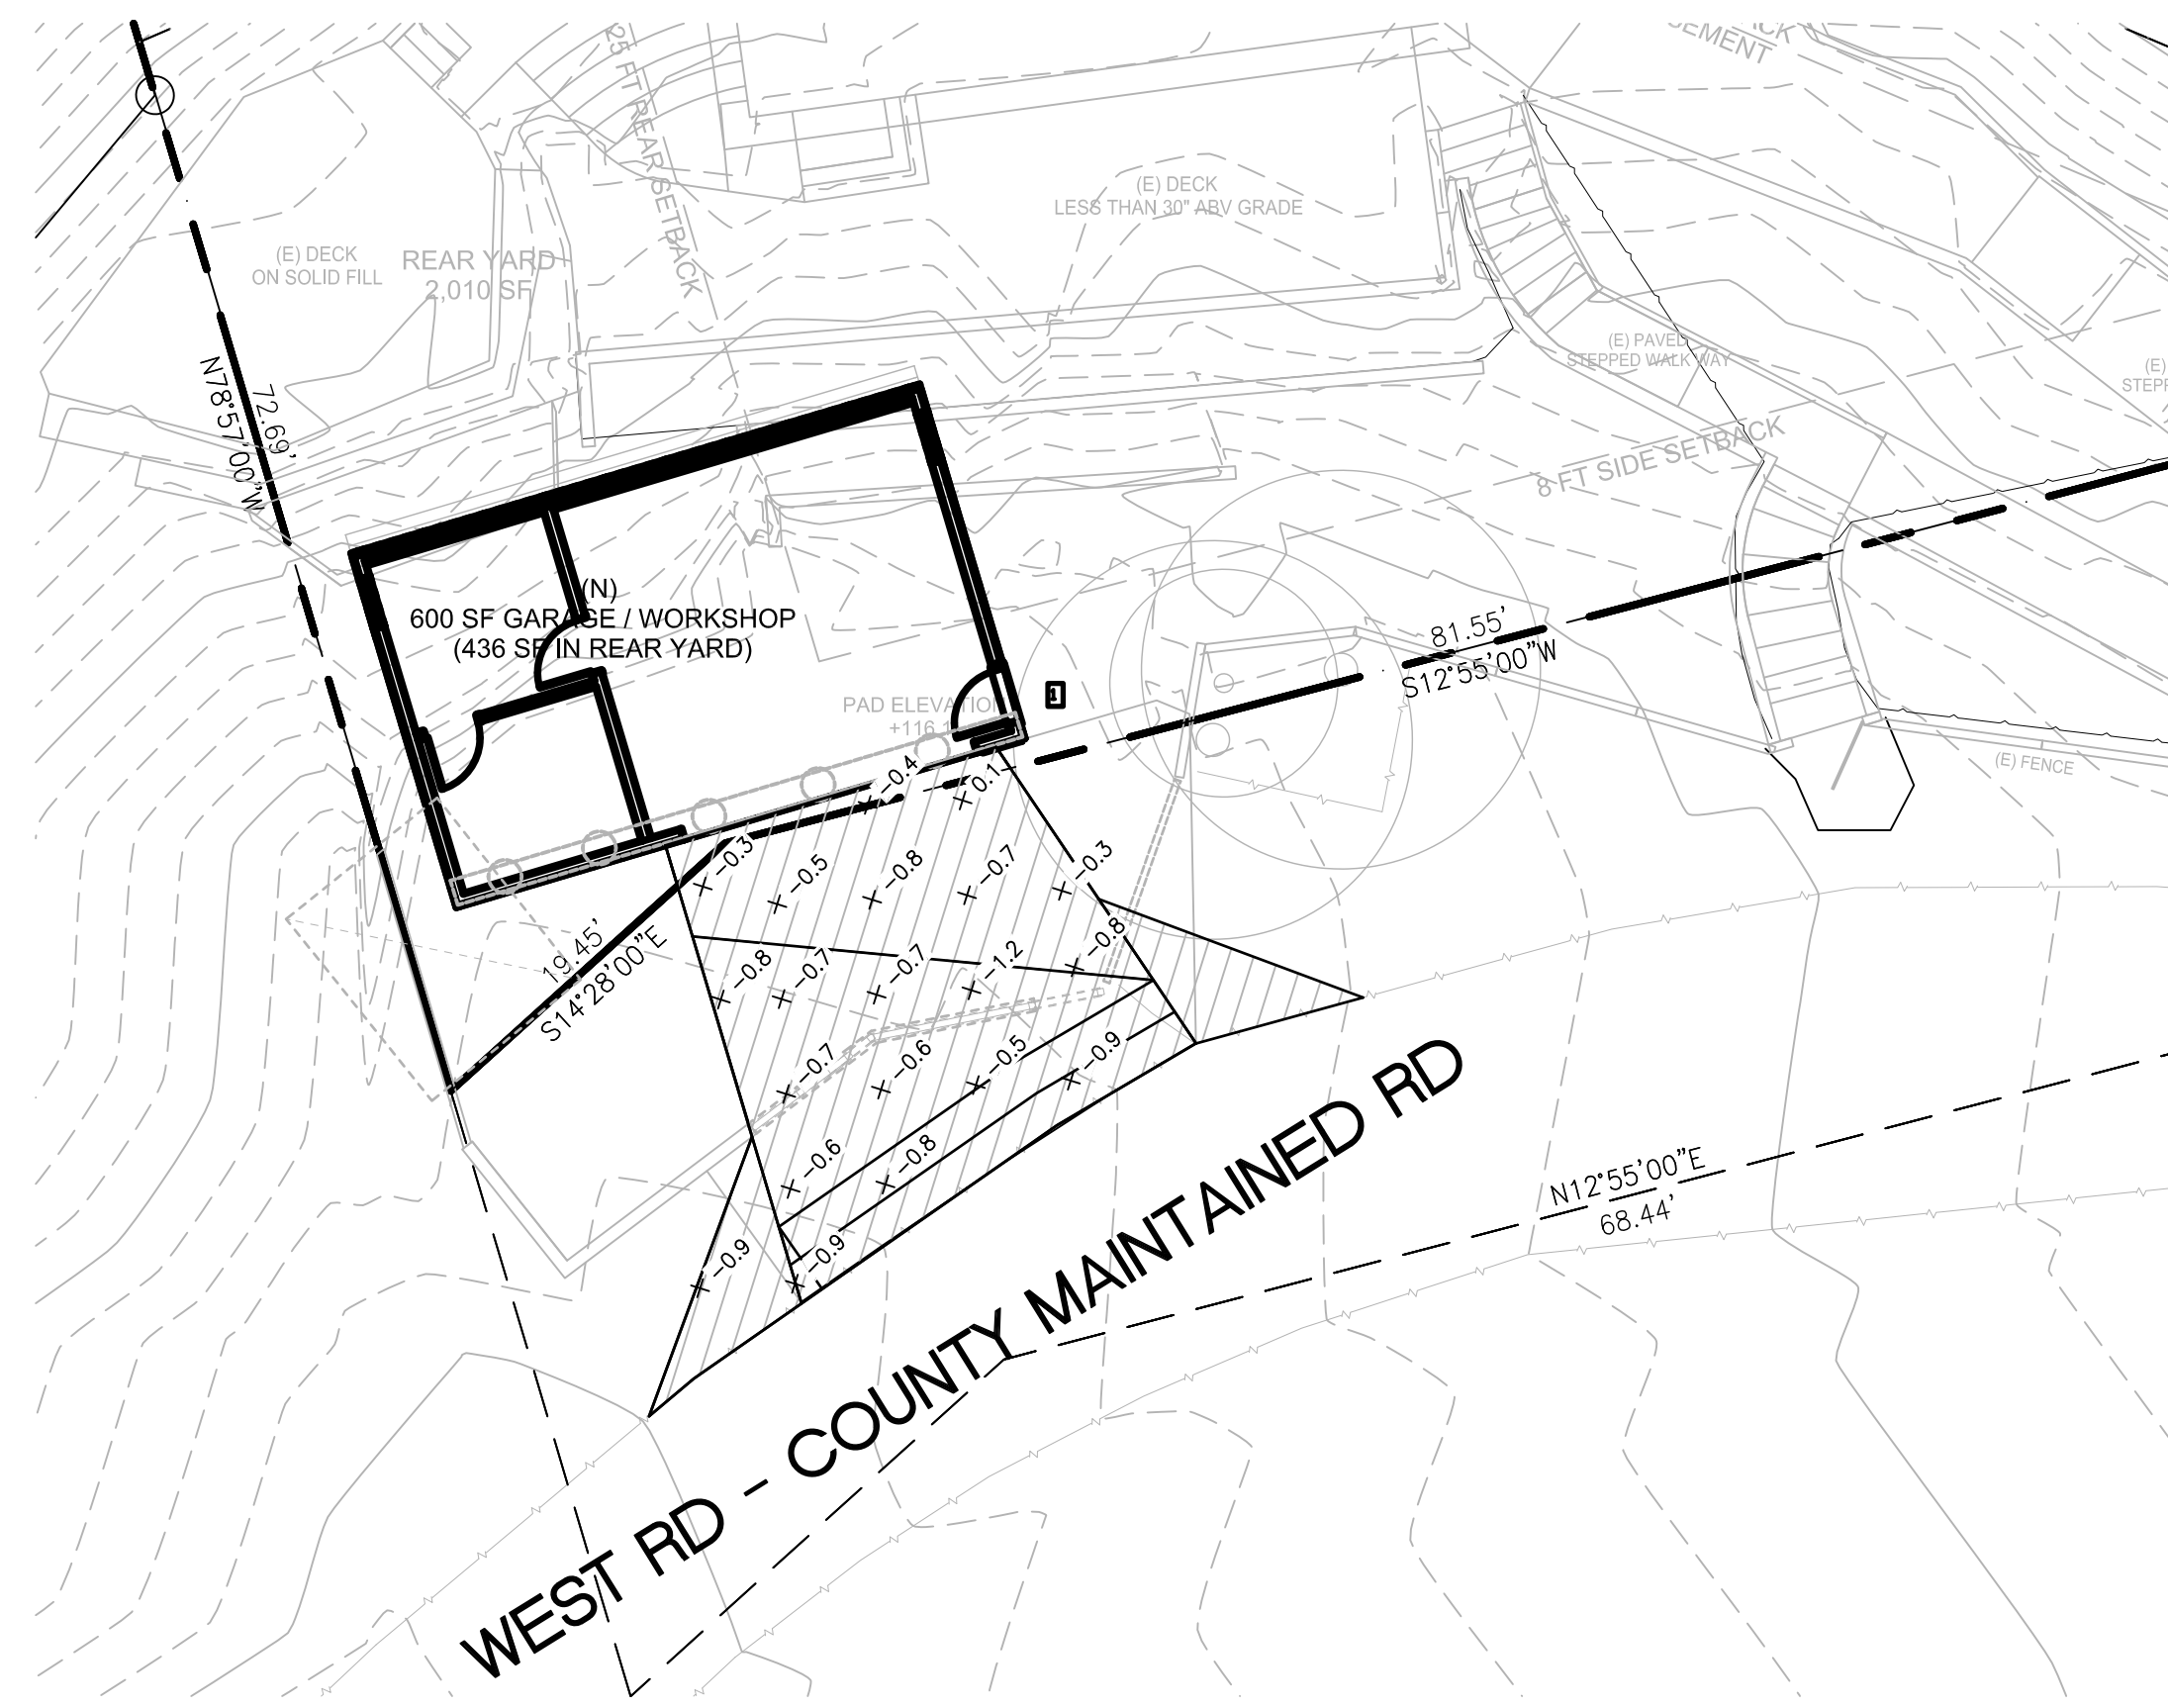 25 FT REAR SETBACK
EMENT
(E) DECK
LESS THAN 30" ABV GRADE
(E) DECK
ON SOLID FILL
REAR YARD
2,010 SF
(E) PAVED
STEPPED WALK WAY
(E)
STEPP
72.69'
N78°57'00"W
8 FT SIDE SETBACK
(N)
600 SF GARAGE / WORKSHOP
(436 SF IN REAR YARD)
81.55'
S12°55'00"W
PAD ELEVATION
+116.1
1
(E) FENCE
-0.4
0.1
-0.3
-0.5
-0.8
-0.7
-0.3
19.45'
S14°28'00"E
-0.8
-0.7
-0.7
-1.2
-0.8
-0.7
-0.6
-0.5
-0.9
-0.6
-0.8
-0.9
-0.9
N12°55'00"E
68.44'
WEST RD - COUNTY MAINTAINED RD